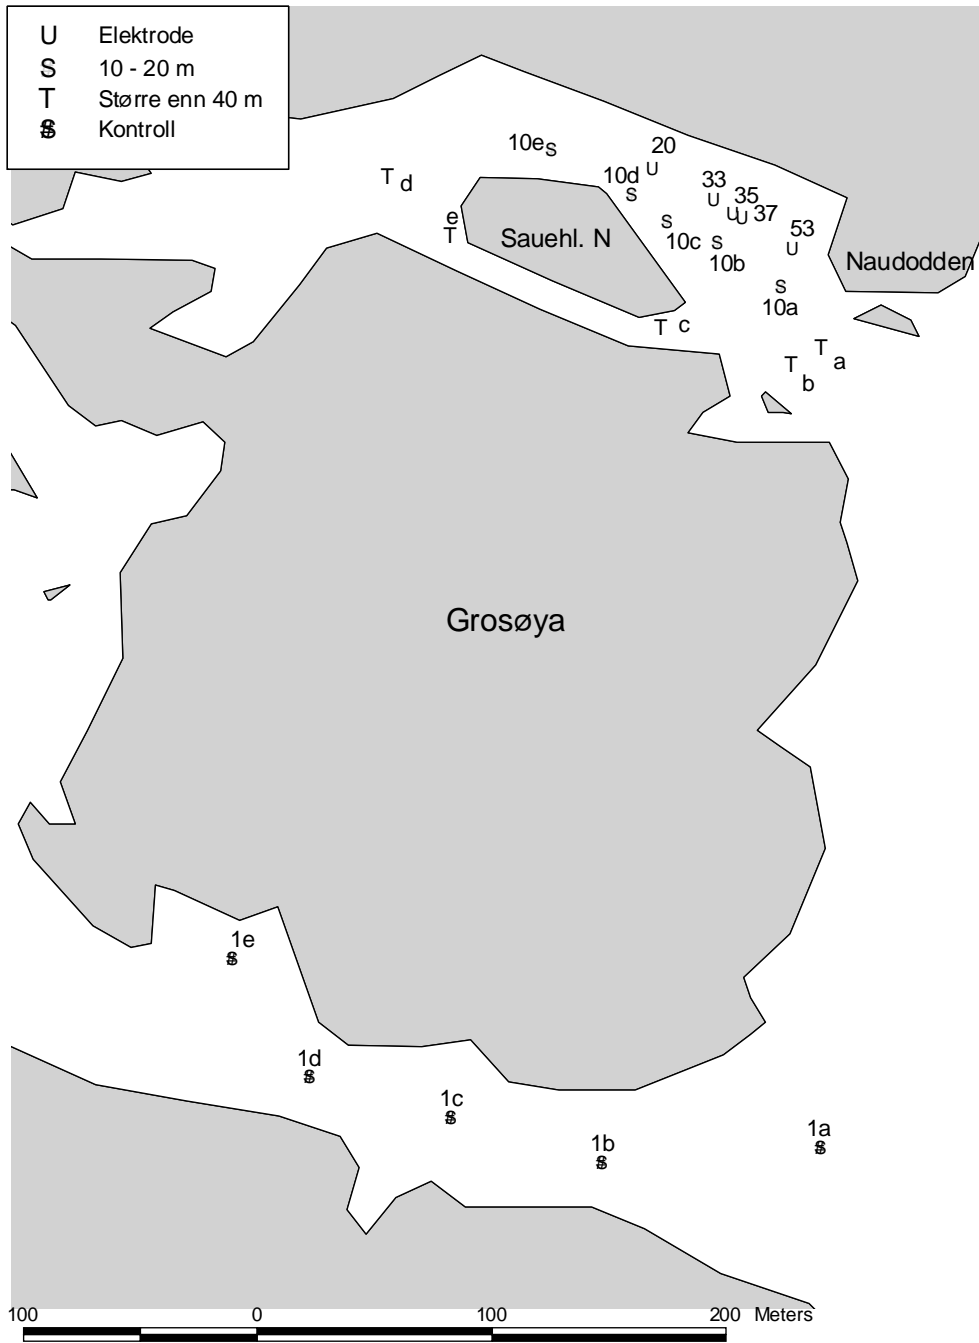 U Elektrode
S 10 - 20 m
T Større enn 40 m
$ Kontroll
10e S
20
U
T d
10d
S
33
U
35
U
U 37
53
U
e
T
Sauehl. N
S
10c
S
10b
Naudodden
S
10a
T c
T a
T b
Grosøya
1e
$
1d
$
1c
$
1b
$
1a
$
100 0 100 200 Meters